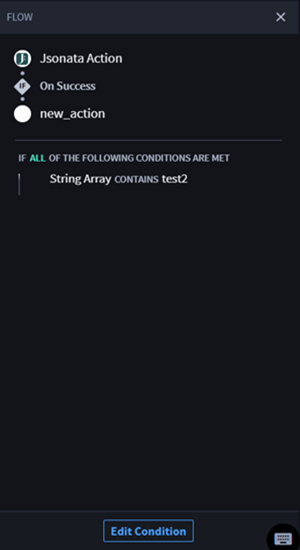 FLOW
Jsonata Action
IF On Success
new_action
IF ALL OF THE FOLLOWING CONDITIONS ARE MET
String Array CONTAINS test2
Edit Condition